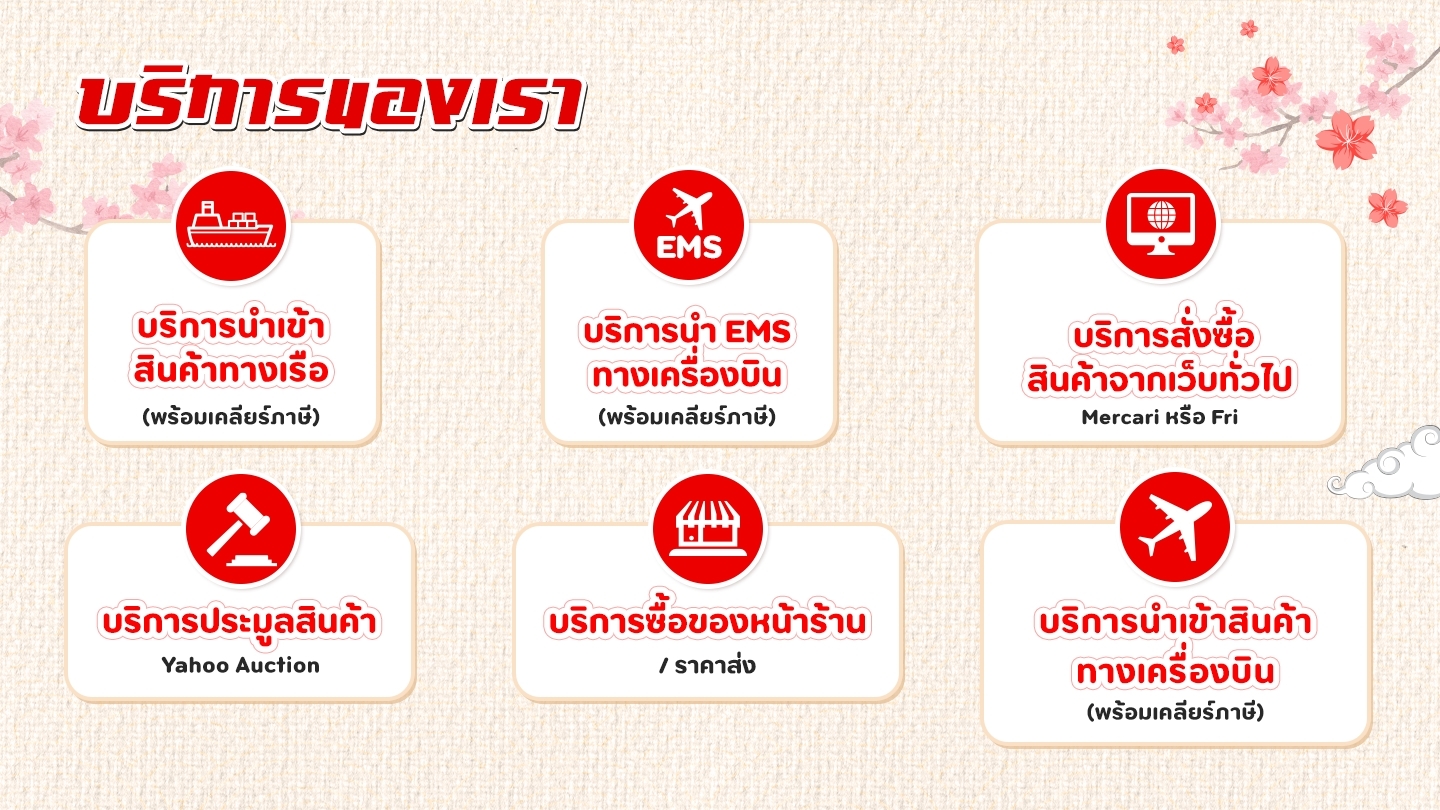 บริการของเรา
บริการนำเข้า
สินค้าทางเรือ
(พร้อมเคลียร์ภาษี)
EMS
บริการนำ EMS
ทางเครื่องบิน
(พร้อมเคลียร์ภาษี)
บริการสั่งซื้อ
สินค้าจากเว็บทั่วไป
Mercari หรือ Fri
บริการประมูลสินค้า
Yahoo Auction
บริการซื้อของหน้าร้าน
/ ราคาส่ง
บริการนำเข้าสินค้า
ทางเครื่องบิน
(พร้อมเคลียร์ภาษี)